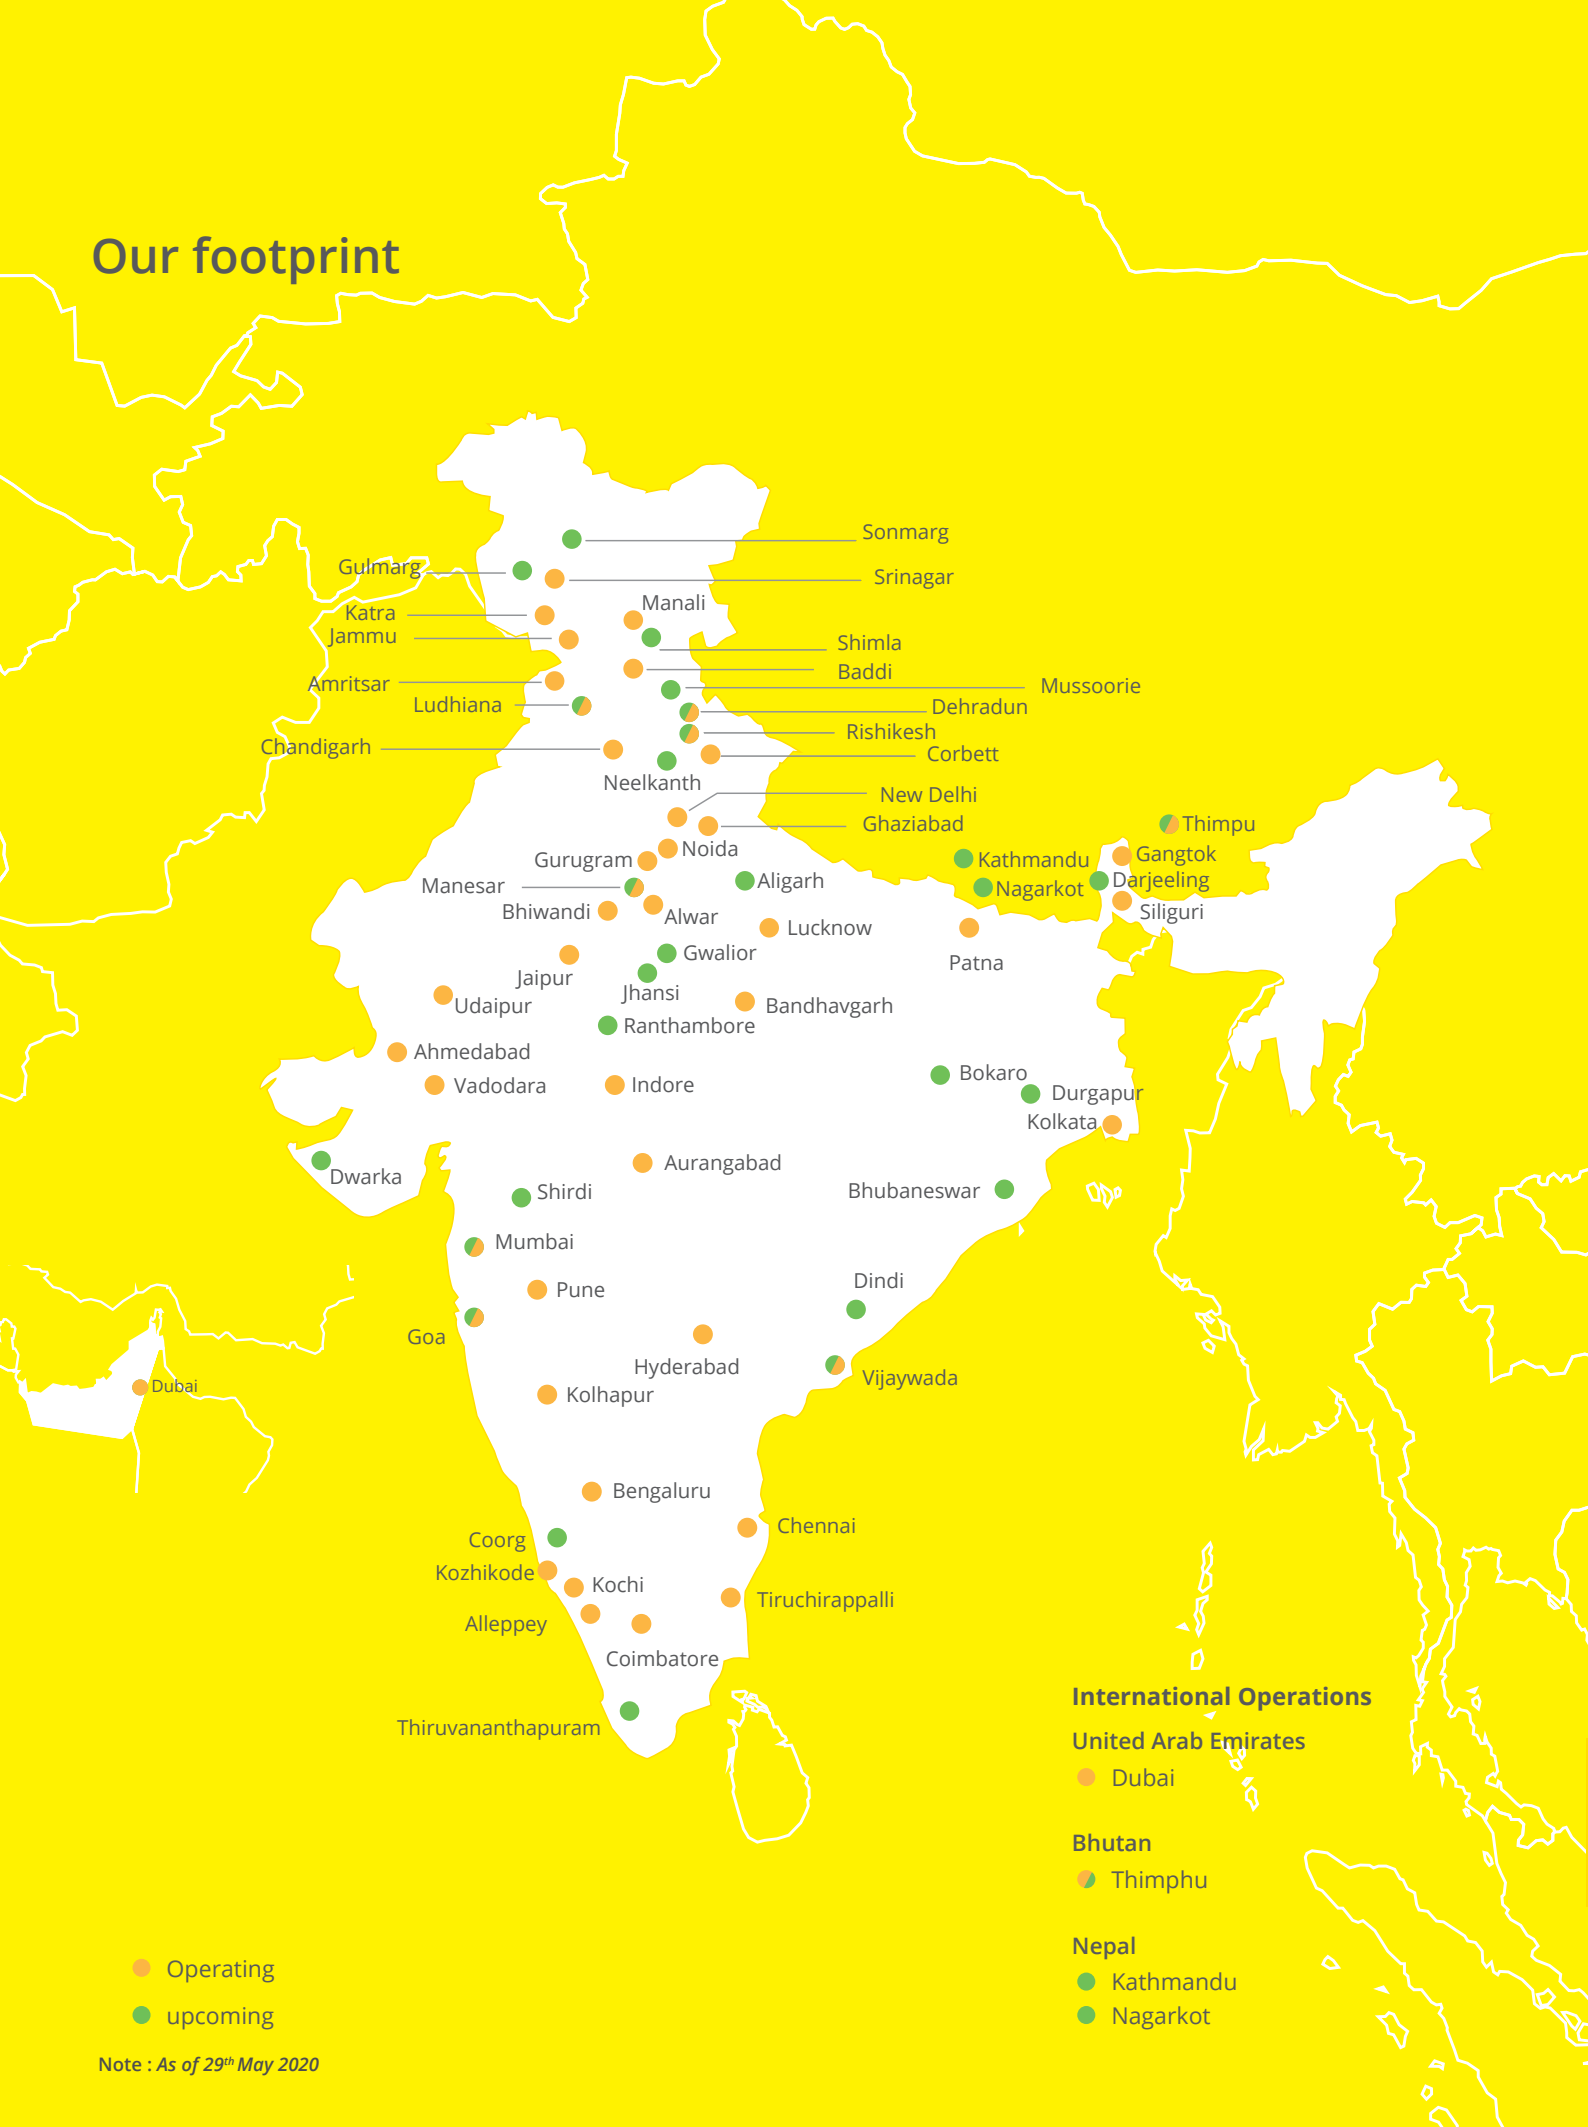 Our footprint
Sonmarg
Gulmarg
Srinagar
Manali
Katra
Jammu
Shimla
Baddi
Amritsar
Mussoorie
Ludhiana
Dehradun
Rishikesh
Chandigarh
Corbett
Neelkanth
New Delhi
Ghaziabad
Thimpu
Noida
Gangtok
Gurugram
Kathmandu
Darjeeling
Manesar
Aligarh
Nagarkot
Bhiwandi
Alwar
Siliguri
Lucknow
Gwalior
Patna
Jaipur
Jhansi
Udaipur
Bandhavgarh
Ranthambore
Ahmedabad
Bokaro
Vadodara
Indore
Durgapur
Kolkata
Aurangabad
Dwarka
Shirdi
Bhubaneswar
Mumbai
Dindi
Pune
Goa
Hyderabad
Vijaywada
Dubai
Kolhapur
Bengaluru
Chennai
Coorg
Kozhikode
Kochi
Tiruchirappalli
Alleppey
Coimbatore
Thiruvananthapuram
International Operations
United Arab Emirates
Dubai
Bhutan
Thimphu
Nepal
Kathmandu
Nagarkot
Operating
upcoming
Note : As of 29th May 2020